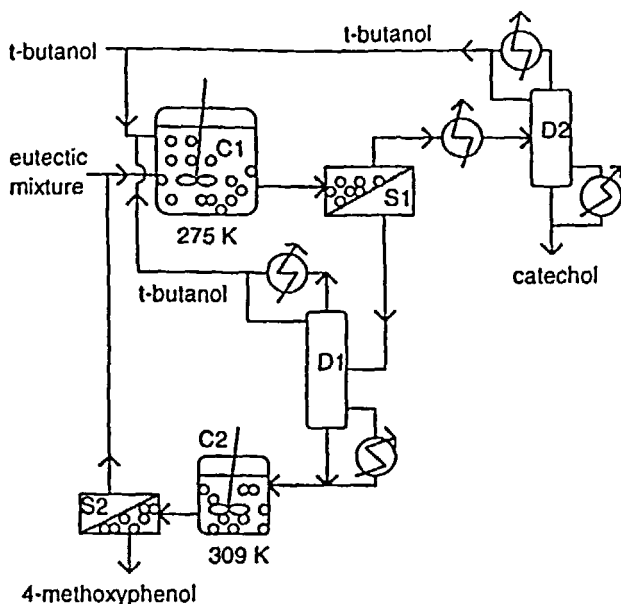 t-butanol
t-butanol
eutectic
mixture
C1
275 K
S1
D2
catechol
t-butanol
D1
C2
309 K
S2
4-methoxyphenol